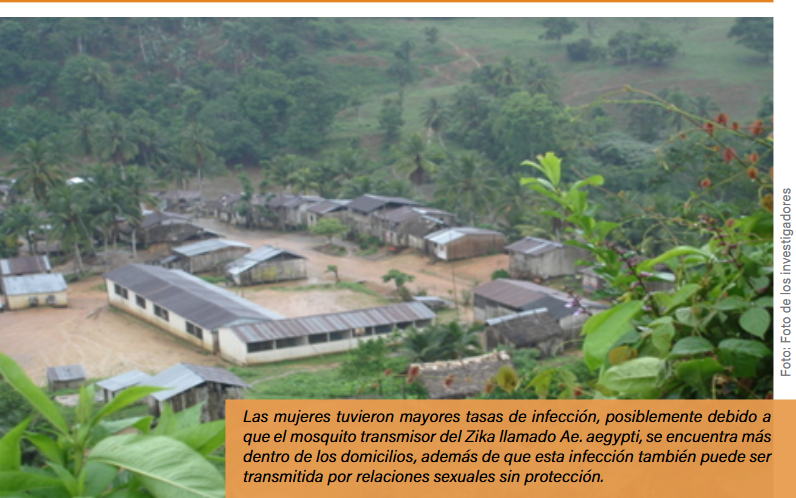 Foto: Foto de los investigadores
Las mujeres tuvieron mayores tasas de infección, posiblemente debido a
que el mosquito transmisor del Zika llamado Ae. aegypti, se encuentra más
dentro de los domicilios, además de que esta infección también puede ser
transmitida por relaciones sexuales sin protección.